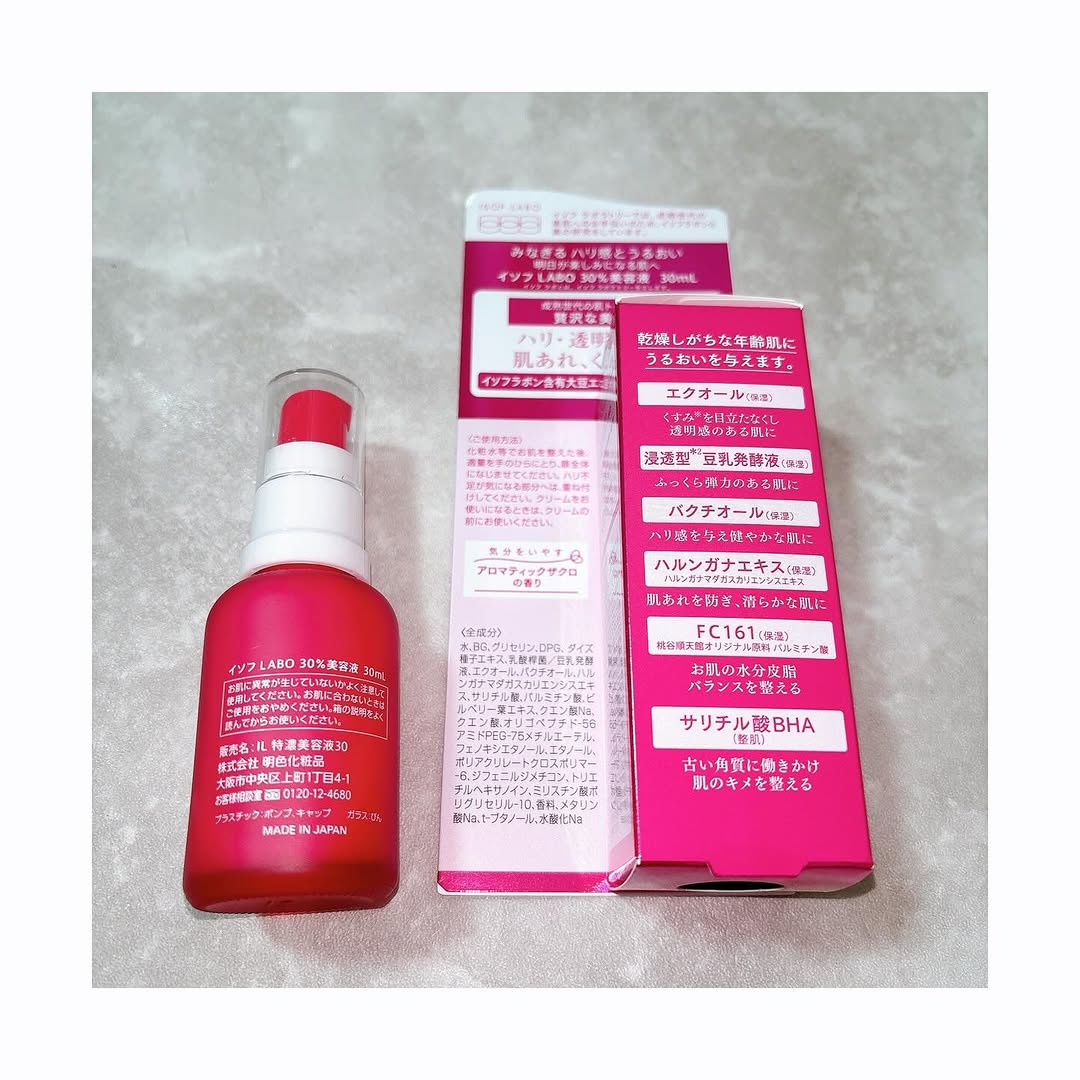 イソフ LABO 30%美容液 30mL
お肌に異常が生じていないかよく注意して
使用してください。お肌に合わないときは
ご使用をおやめください。箱の説明をよく
読んでからお使いください。
販売名:IL 特濃美容液30
株式会社 明色化粧品
大阪市中央区上町1丁目4-1
お客様相談室 0120-12-4680
プラスチック:ポンプ、キャップ ガラス:びん
MADE IN JAPAN
ISOF LABO
みなぎる ハリ感とうるおい
明日が楽しみになる肌へ
イソフ LABO 30%美容液 30mL
成熟世代の肌
贅沢な美
ハリ・透明
肌あれ、く
イソフラボン含有大豆エ
〈ご使用方法〉
化粧水等でお肌を整えた後、
適量を手のひらにとり、顔全体
になじませてください。ハリ不
足が気になる部分へは、重ね付
けしてください。クリームをお
使いになるときは、クリームの
前にお使いください。
気分をいやす
アロマティックザクロ
の香り
〈全成分〉
水、BG、グリセリン、DPG、ダイズ
種子エキス、乳酸桿菌/豆乳発酵
液、エクオール、バクチオール、ハル
ンガナマダガスカリエンシスエキ
ス、サリチル酸、パルミチン酸、ビ
ルベリー葉エキス、クエン酸Na、
クエン酸、オリゴペプチド-56
アミドPEG-75メチルエーテル、
フェノキシエタノール、エタノール、
ポリアクリレートクロスポリマー
-6、ジフェニルジメチコン、トリエ
チルヘキサノイン、ミリスチン酸ポ
リグリセリル-10、香料、メタリン
酸Na、t-ブタノール、水酸化Na
乾燥しがちな年齢肌に
うるおいを与えます。
エクオール(保湿)
くすみ※を目立たなくし
透明感のある肌に
浸透型*2豆乳発酵液(保湿)
ふっくら弾力のある肌に
バクチオール(保湿)
ハリ感を与え健やかな肌に
ハルンガナエキス(保湿)
ハルンガナマダガスカリエンシスエキス
肌あれを防ぎ、清らかな肌に
FC161(保湿)
桃谷順天館オリジナル原料 パルミチン酸
お肌の水分皮脂
バランスを整える
サリチル酸BHA
(整肌)
古い角質に働きかけ
肌のキメを整える